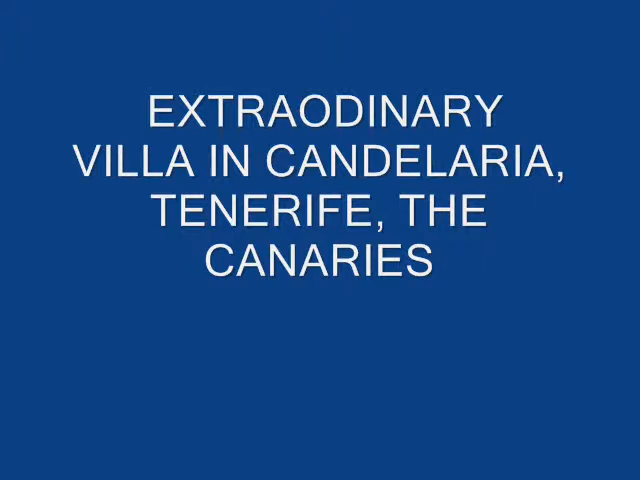 EXTRAODINARY
VILLA IN CANDELARIA,
TENERIFE, THE
CANARIES